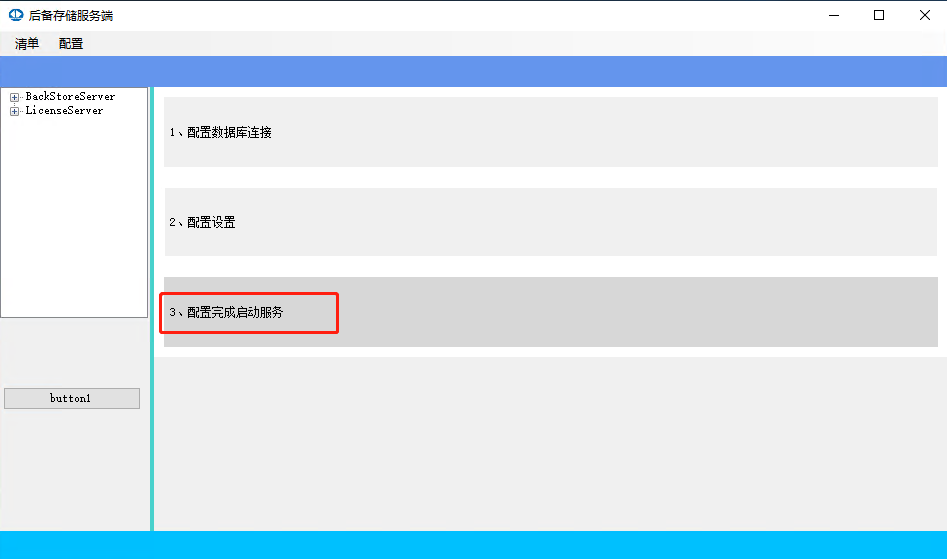 后备存储服务端
清单 配置
BackStoreServer
LicenseServer
1、配置数据库连接
2、配置设置
3、配置完成启动服务
button1